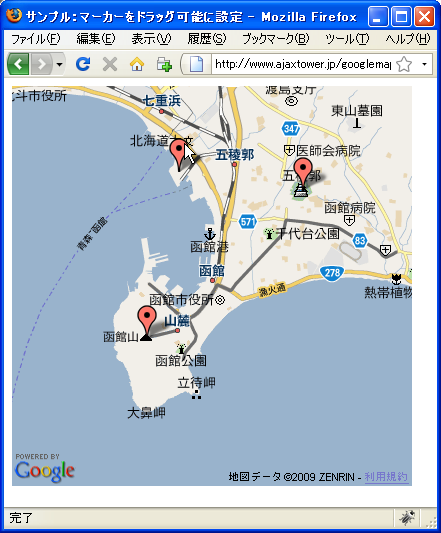 サンプル：マーカーをドラッグ可能に設定 - Mozilla Firefox
ファイル(F) 編集(E) 表示(V) 履歴(S) ブックマーク(B) ツール(T) ヘルプ(H)
http://www.ajaxtower.jp/googlemap
北斗市役所
七重浜
渡島支庁
東山墓園
347
北海道
五稜郭
医師会病院
五稜郭
函館病院
571
千代田公園
83
函館港
青森-函館
函館
278
漁火通
熱帯植物
函館市役所
山麓
函館山
函館公園
立待岬
大鼻岬
POWERED BY
Google
地図データ ©2009 ZENRIN - 利用規約
完了